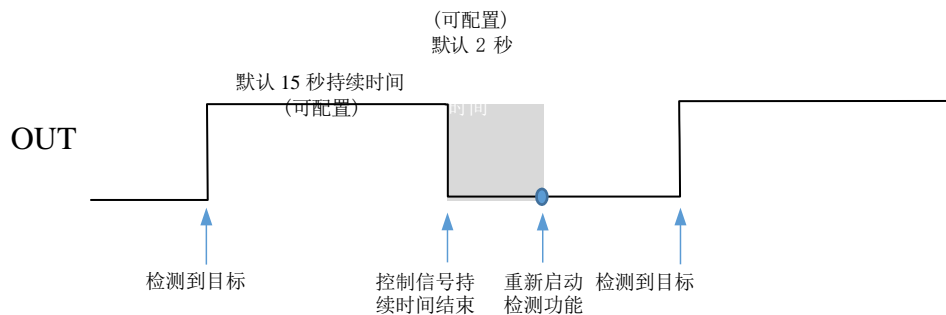 (可配置)
默认 2 秒
默认 15 秒持续时间
(可配置)
时间
OUT
检测到目标
控制信号持
续时间结束
重新启动
检测功能
检测到目标